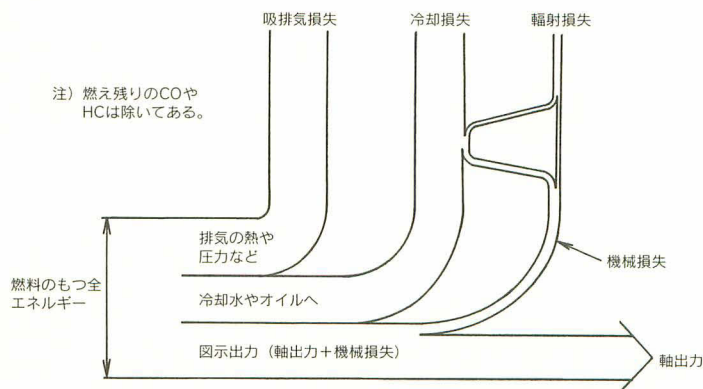 吸排気損失
冷却損失
輻射損失
注）燃え残りのCOや
HCは除いてある。
排気の熱や
圧力など
燃料のもつ全
エネルギー
冷却水やオイルへ
機械損失
図示出力（軸出力＋機械損失）
軸出力